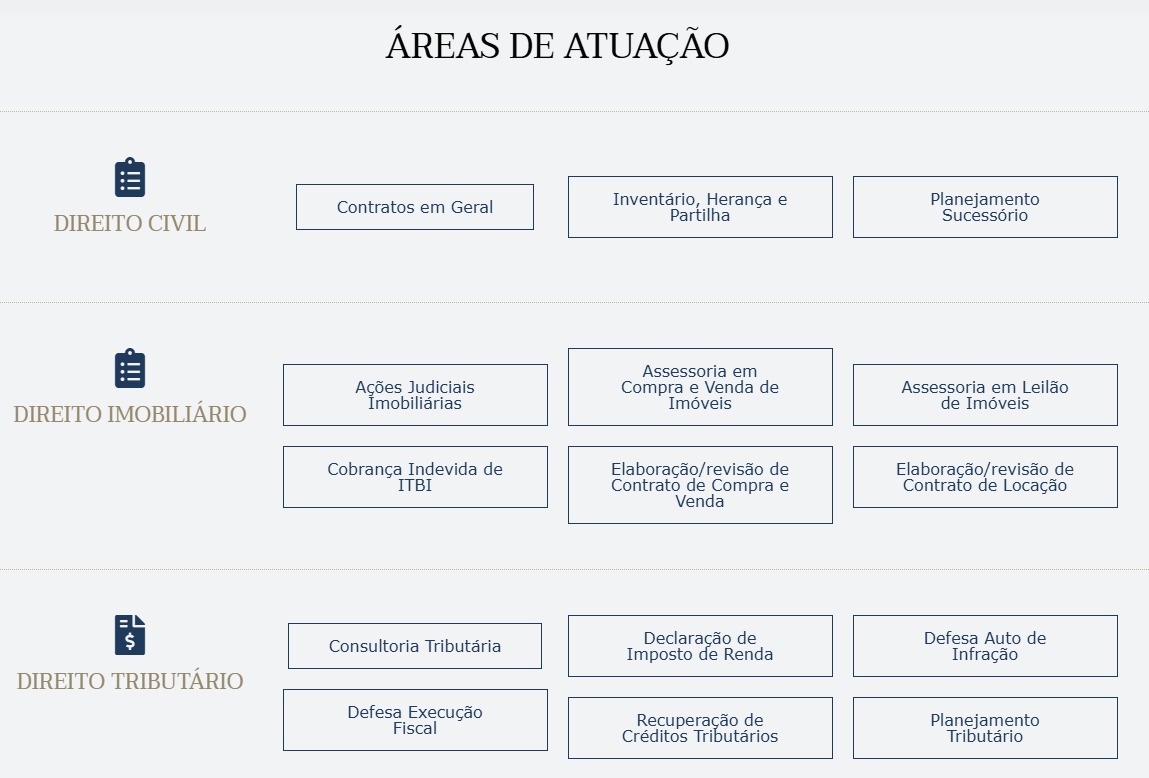 ÁREAS DE ATUAÇÃO
DIREITO CIVIL
Contratos em Geral
Inventário, Herança e
Partilha
Planejamento
Sucessório
DIREITO IMOBILIÁRIO
Ações Judiciais
Imobiliárias
Assessoria em
Compra e Venda de
Imóveis
Assessoria em Leilão
de Imóveis
Cobrança Indevida de
ITBI
Elaboração/revisão de
Contrato de Compra e
Venda
Elaboração/revisão de
Contrato de Locação
DIREITO TRIBUTÁRIO
Consultoria Tributária
Declaração de
Imposto de Renda
Defesa Auto de
Infração
Defesa Execução
Fiscal
Recuperação de
Créditos Tributários
Planejamento
Tributário